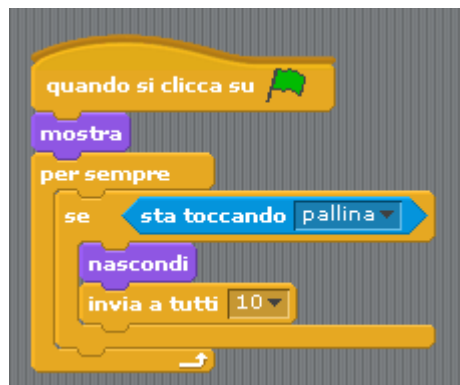 quando si clicca su
mostra
per sempre
se sta toccando pallina
nascondi
invia a tutti 10